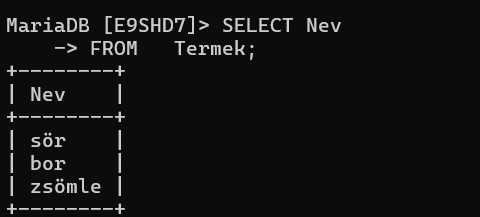 MariaDB [E9SHD7]> SELECT Nev
    -> FROM   Termek;
+--------+
| Nev    |
+--------+
| sör    |
| bor    |
| zsömle |
+--------+